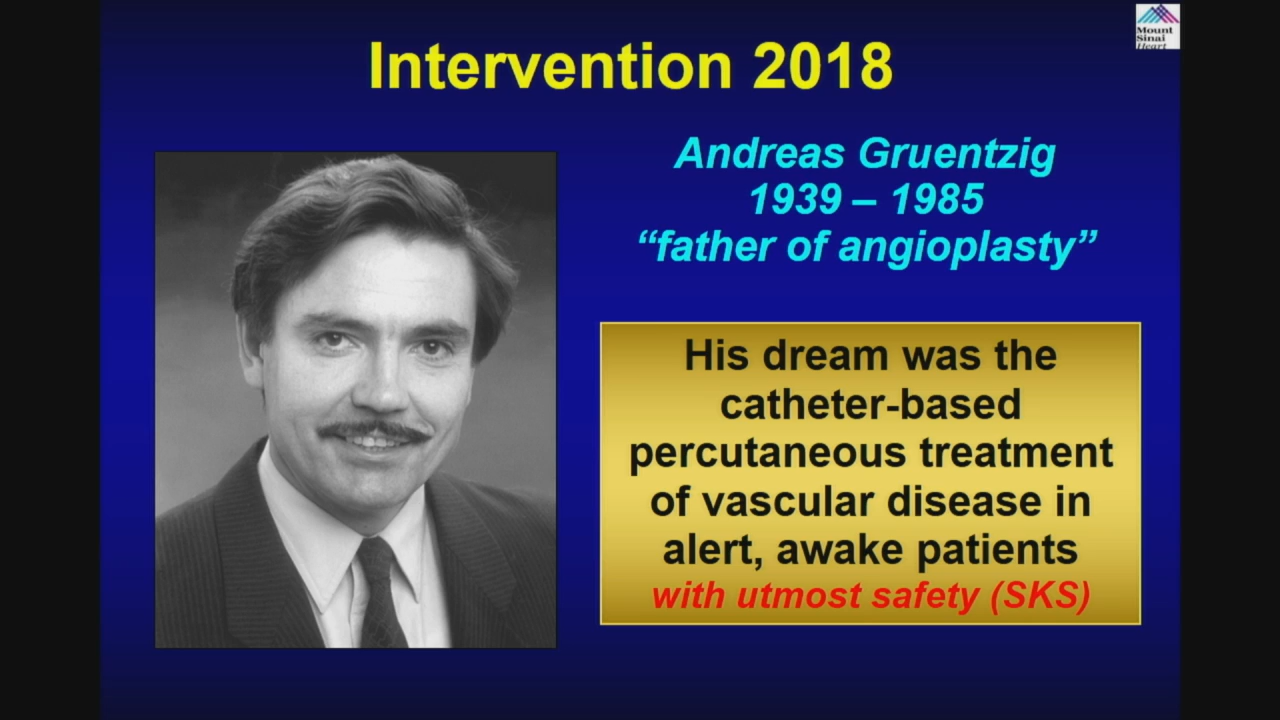 Mount
Sinai
Heart
Intervention 2018
Andreas Gruentzig
1939 – 1985
“father of angioplasty”
His dream was the
catheter-based
percutaneous treatment
of vascular disease in
alert, awake patients
with utmost safety (SKS)